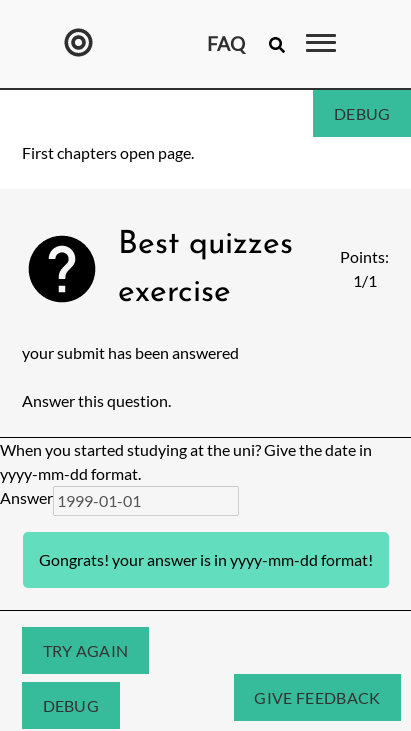 FAQ
DEBUG
First chapters open page.
Best quizzes
exercise
Points:
1/1
your submit has been answered
Answer this question.
When you started studying at the uni? Give the date in
yyyy-mm-dd format.
Answer 1999-01-01
Gongrats! your answer is in yyyy-mm-dd format!
TRY AGAIN
DEBUG
GIVE FEEDBACK